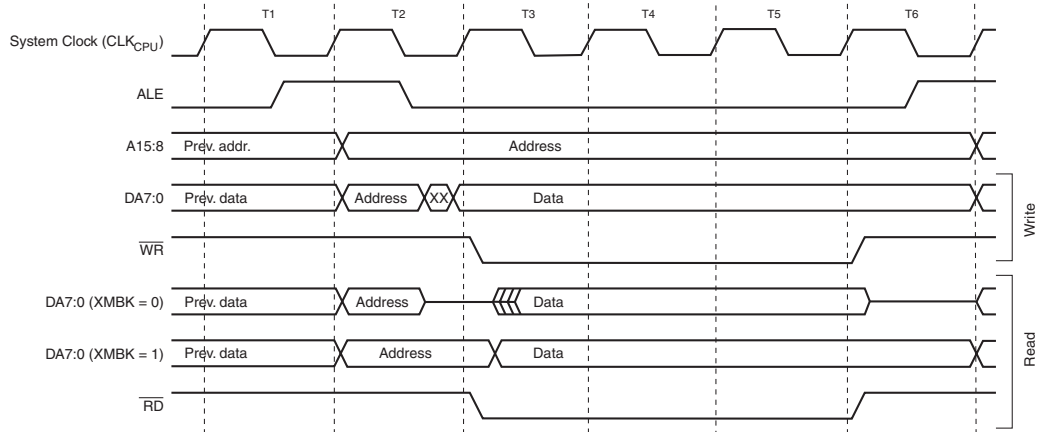 T1 T2 T3 T4 T5 T6
System Clock (CLKCPU)
ALE
A15:8 Prev. addr. Address
DA7:0 Prev. data Address XX Data
WR
Write
DA7:0 (XMBK = 0) Prev. data Address Data
DA7:0 (XMBK = 1) Prev. data Address Data
RD
Read